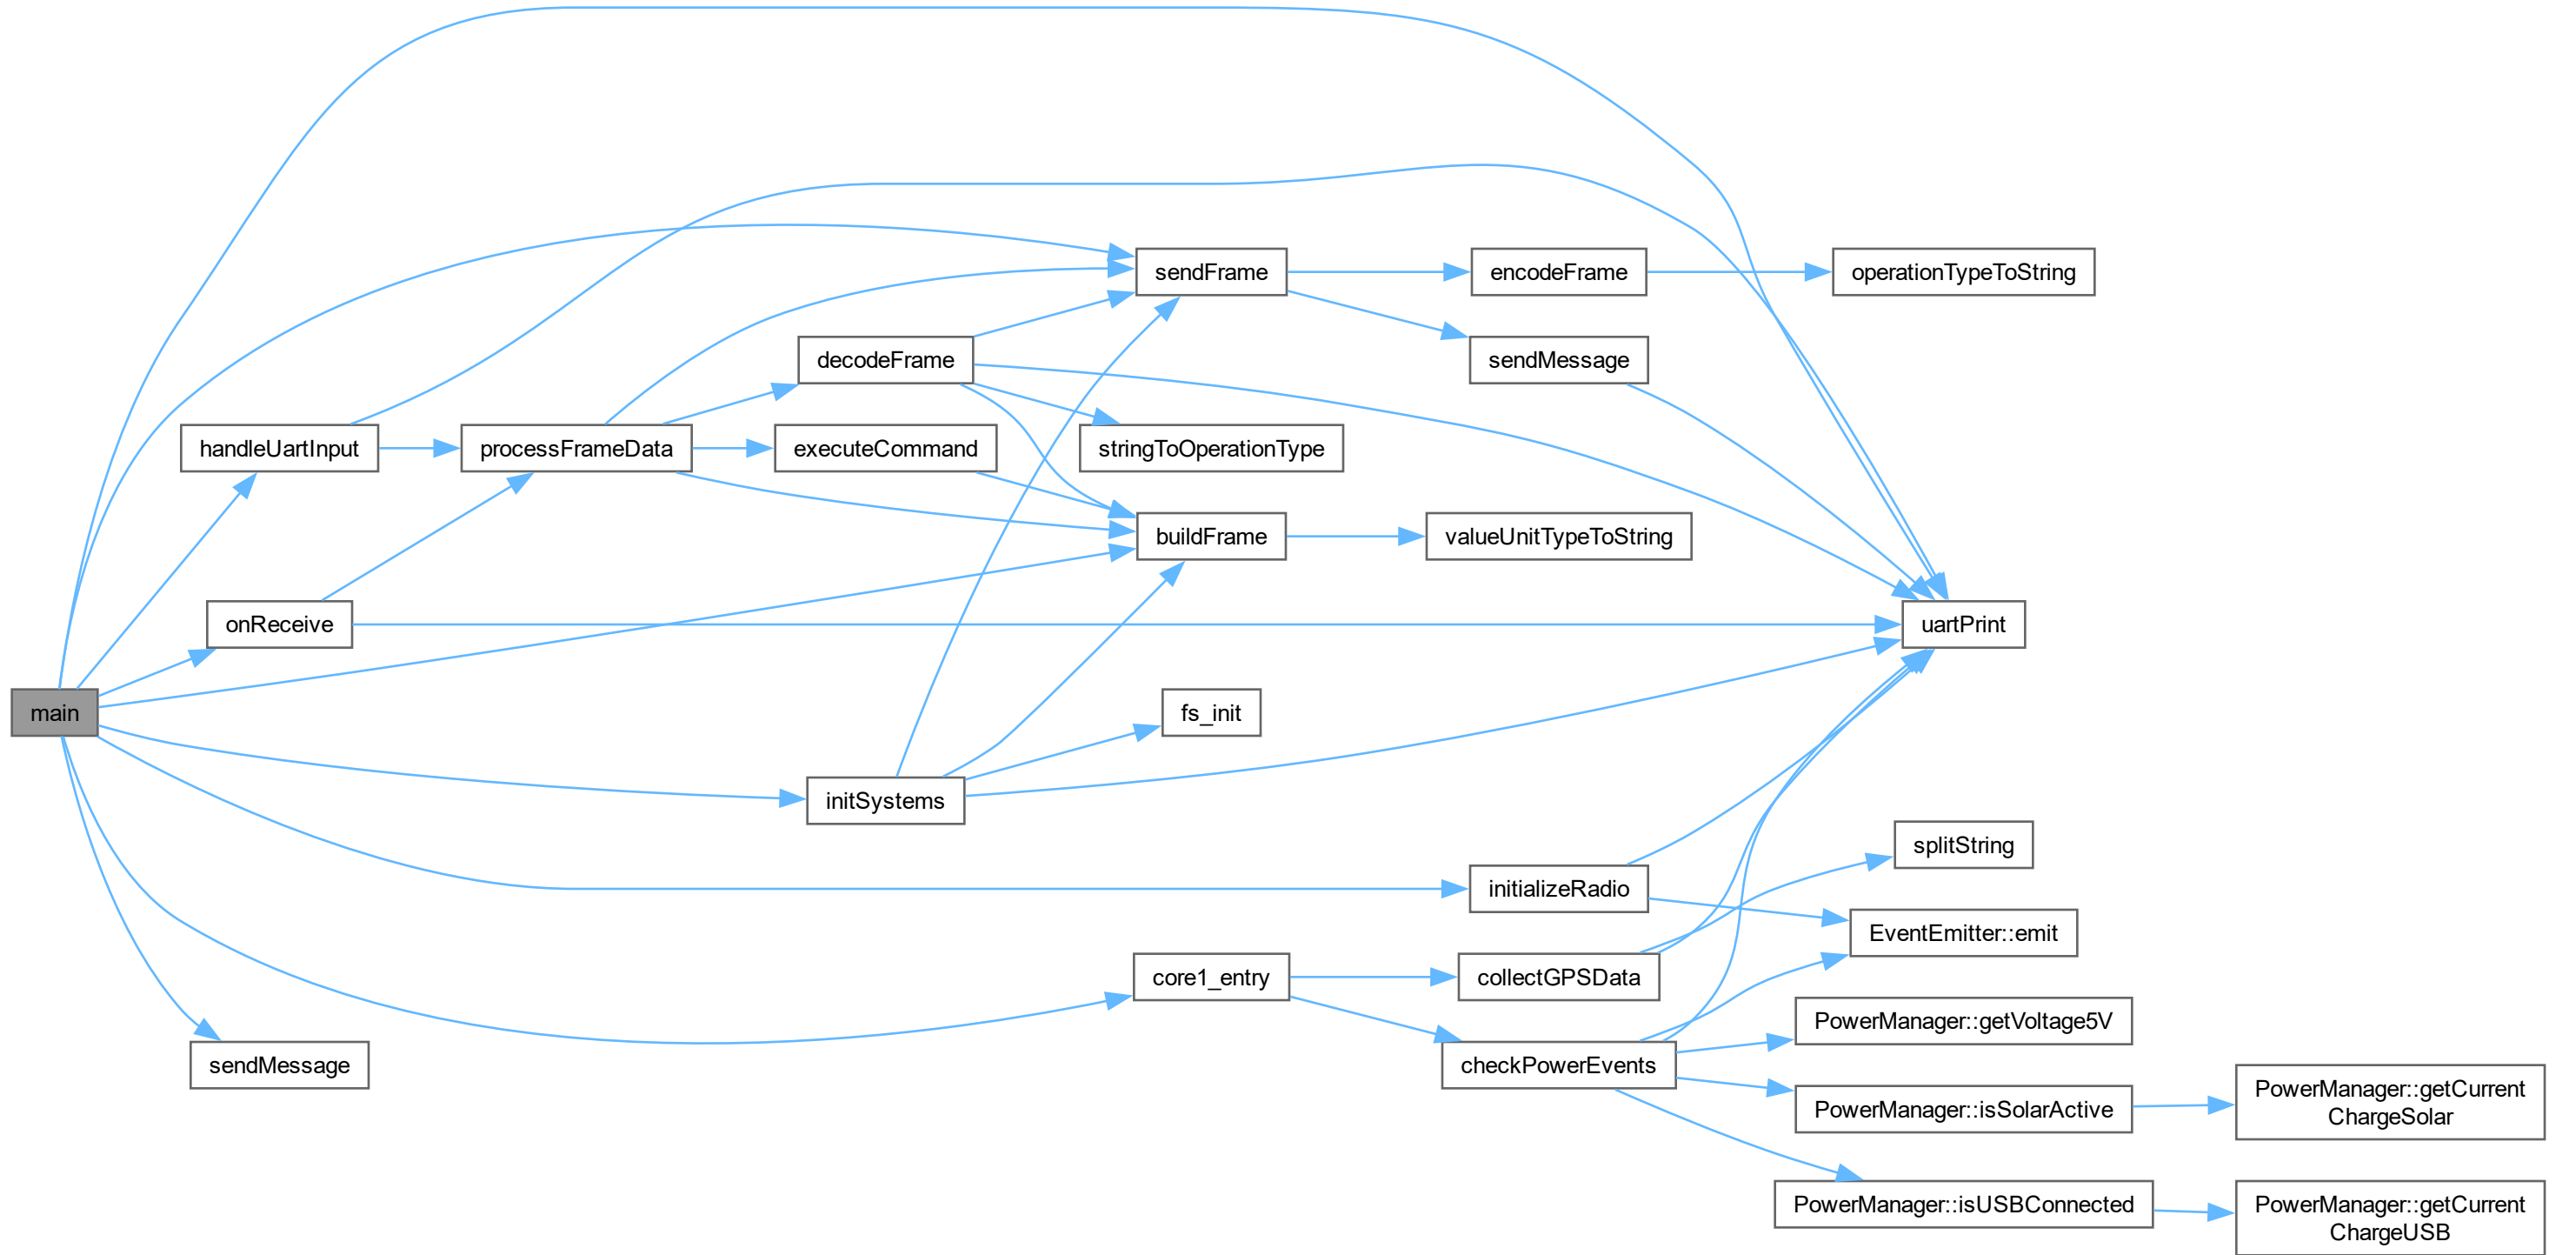 main
handleUartInput
onReceive
sendMessage
processFrameData
decodeFrame
executeCommand
initSystems
sendFrame
stringToOperationType
buildFrame
fs_init
core1_entry
encodeFrame
sendMessage
valueUnitTypeToString
initializeRadio
collectGPSData
checkPowerEvents
operationTypeToString
uartPrint
splitString
EventEmitter::emit
PowerManager::getVoltage5V
PowerManager::isSolarActive
PowerManager::isUSBConnected
PowerManager::getCurrent
ChargeSolar
PowerManager::getCurrent
ChargeUSB